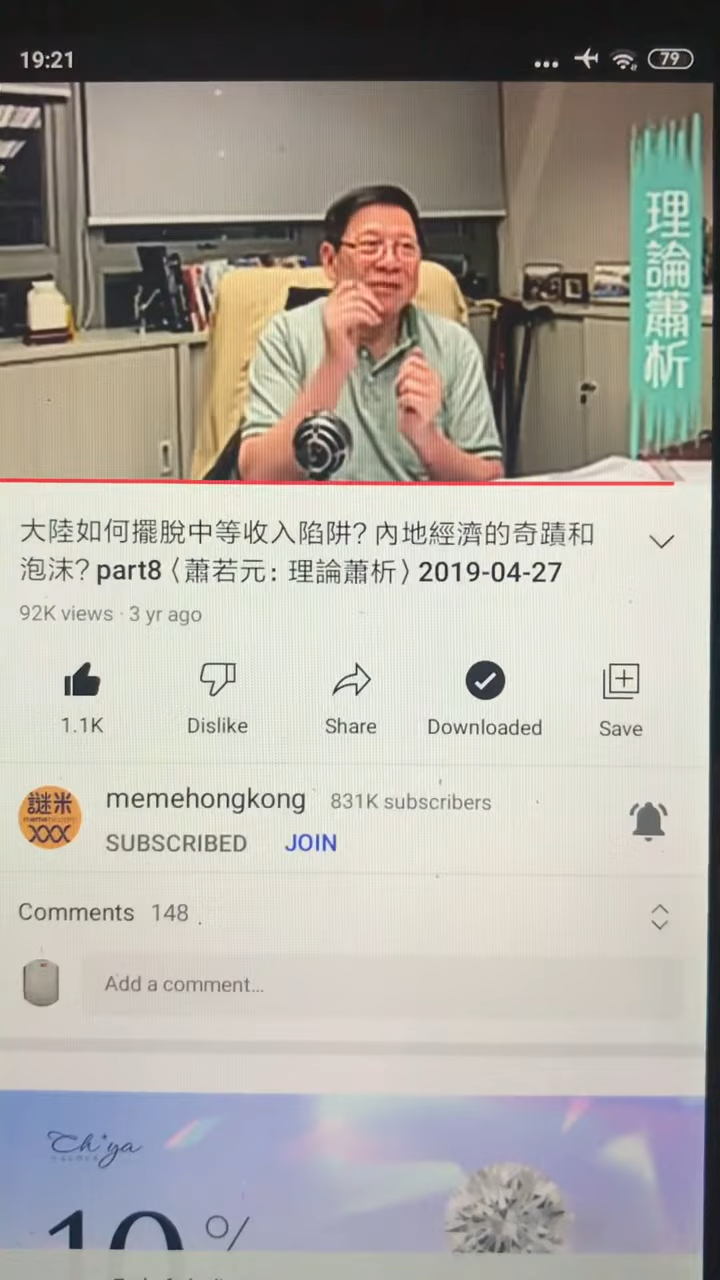 19:21
79
理論蕭析
大陸如何擺脫中等收入陷阱? 內地經濟的奇蹟和
泡沫? part8〈蕭若元: 理論蕭析〉2019-04-27
92K views · 3 yr ago
1.1K
Dislike
Share
Downloaded
Save
謎米
memehongkong 831K subscribers
SUBSCRIBED JOIN
Comments 148
Add a comment...
Ch'ya
10%